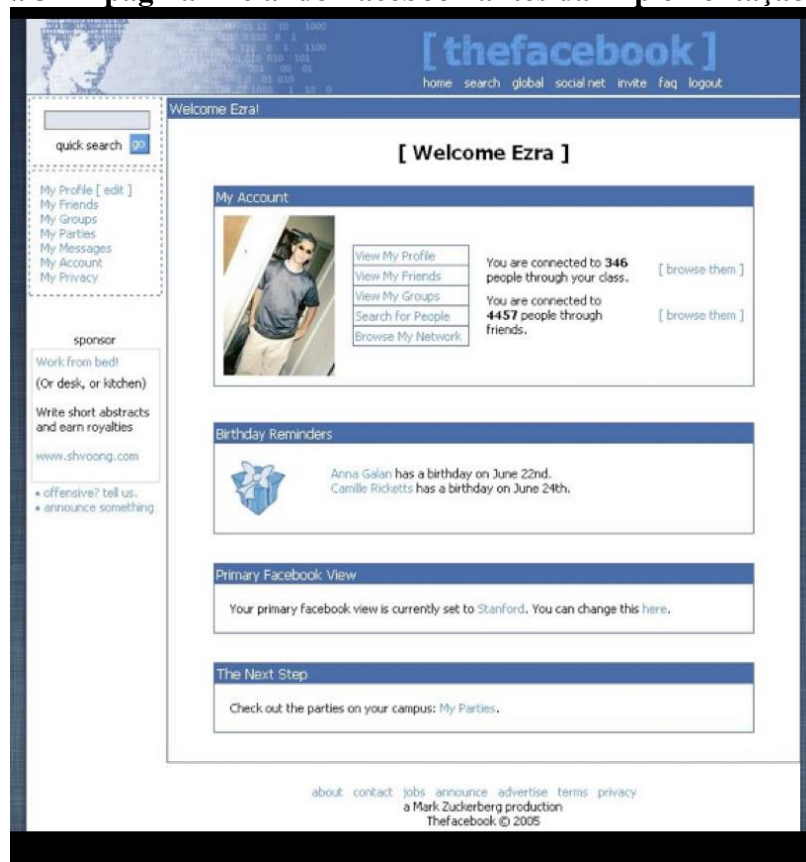 [ thefacebook ]
home search global social net invite faq logout
quick search go
My Profile [ edit ]
My Friends
My Groups
My Parties
My Messages
My Account
My Privacy
sponsor
Work from bed!
(Or desk, or kitchen)
Write short abstracts
and earn royalties
www.shvoong.com
• offensive? tell us.
• announce something
Welcome Ezra!
[ Welcome Ezra ]
My Account
View My Profile
View My Friends
View My Groups
Search for People
Browse My Network
You are connected to 346
people through your class.
[ browse them ]
You are connected to
4457 people through
friends.
[ browse them ]
Birthday Reminders
Anna Galan has a birthday on June 22nd.
Camille Ricketts has a birthday on June 24th.
Primary Facebook View
Your primary facebook view is currently set to Stanford. You can change this here.
The Next Step
Check out the parties on your campus: My Parties.
about contact jobs announce advertise terms privacy
a Mark Zuckerberg production
Thefacebook © 2005